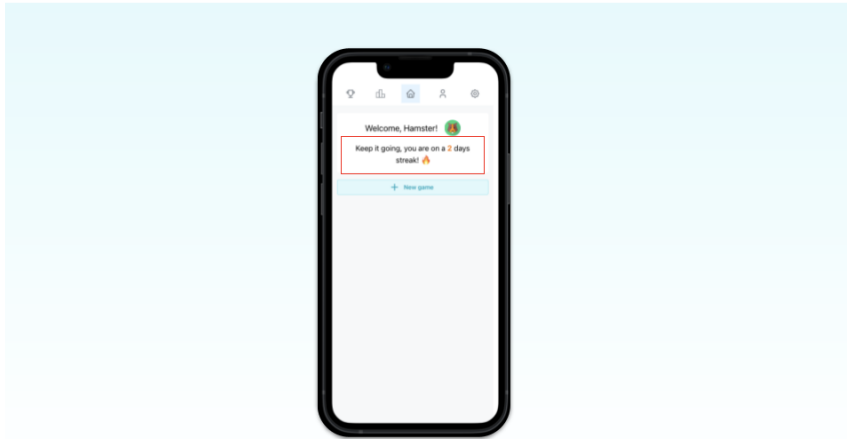 Welcome, Hamster!
Keep it going, you are on a 2 days
streak! 🔥
+ New game